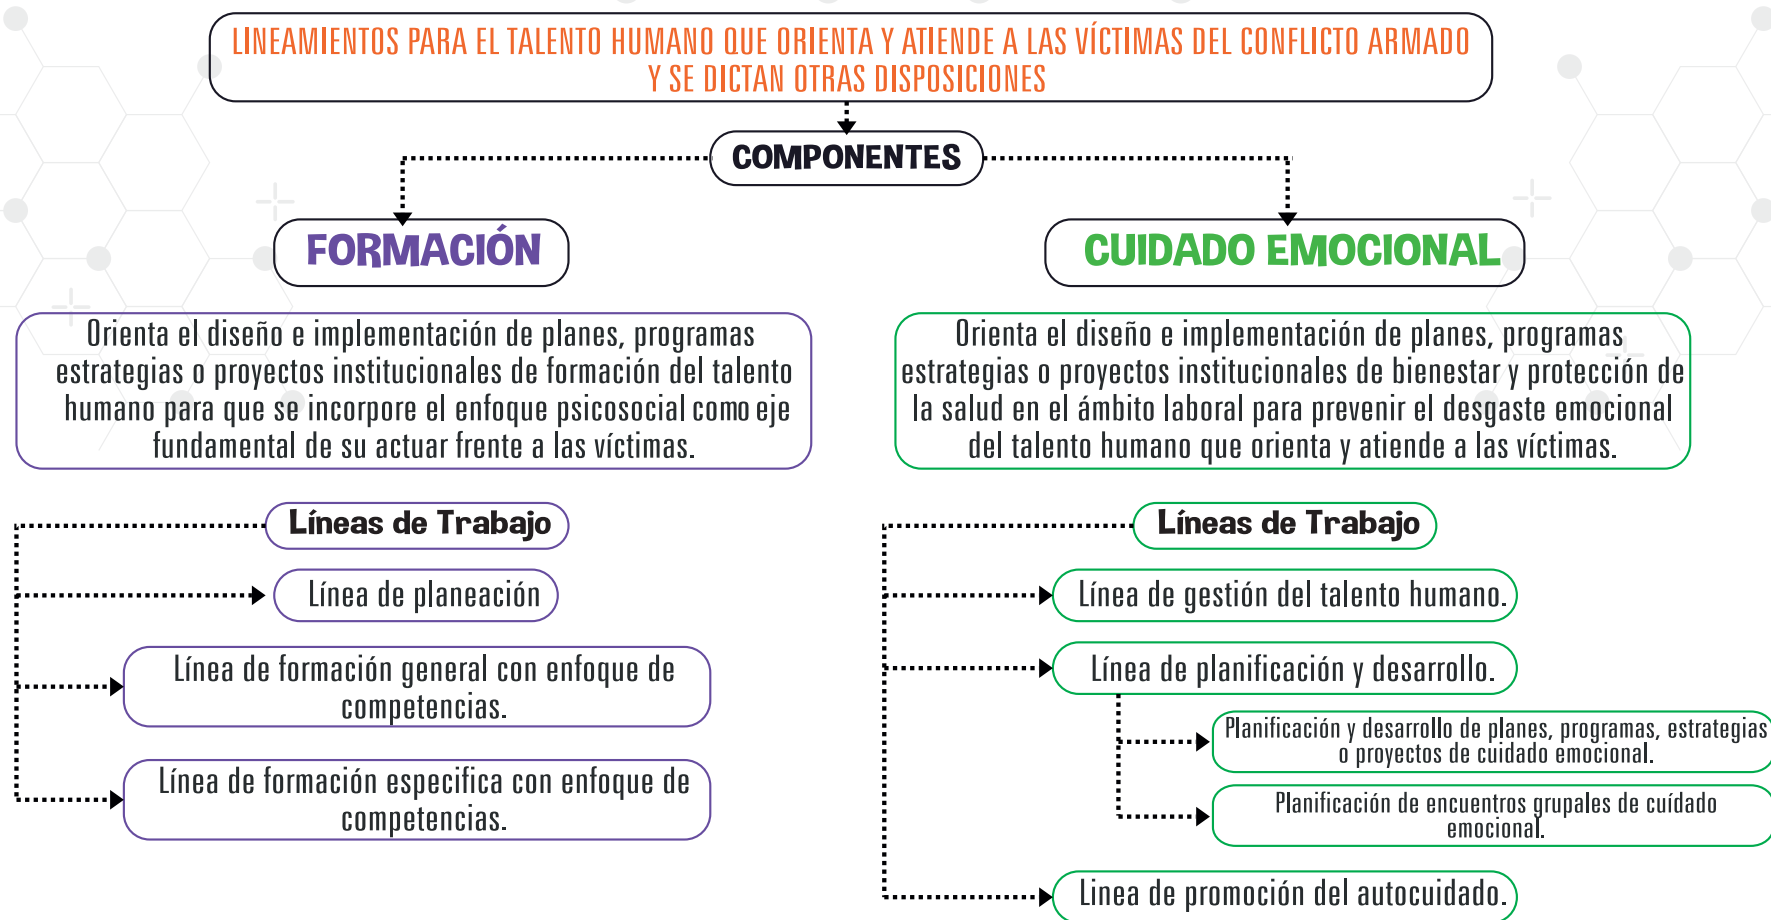 LINEAMIENTOS PARA EL TALENTO HUMANO QUE ORIENTA Y ATIENDE A LAS VÍCTIMAS DEL CONFLICTO ARMADO
Y SE DICTAN OTRAS DISPOSICIONES
COMPONENTES
FORMACIÓN
Orienta el diseño e implementación de planes, programas
estrategias o proyectos institucionales de formación del talento
humano para que se incorpore el enfoque psicosocial como eje
fundamental de su actuar frente a las víctimas.
Líneas de Trabajo
Línea de planeación
Línea de formación general con enfoque de
competencias.
Línea de formación especifica con enfoque de
competencias.
CUIDADO EMOCIONAL
Orienta el diseño e implementación de planes, programas,
estrategias o proyectos institucionales de bienestar y protección de
la salud en el ámbito laboral para prevenir el desgaste emocional
del talento humano que orienta y atiende a las víctimas.
Líneas de Trabajo
Línea de gestión del talento humano.
Línea de planificación y desarrollo.
Planificación y desarrollo de planes, programas, estrategias
o proyectos de cuidado emocional.
Planificación de encuentros grupales de cuídado
emocional.
Linea de promoción del autocuidado.